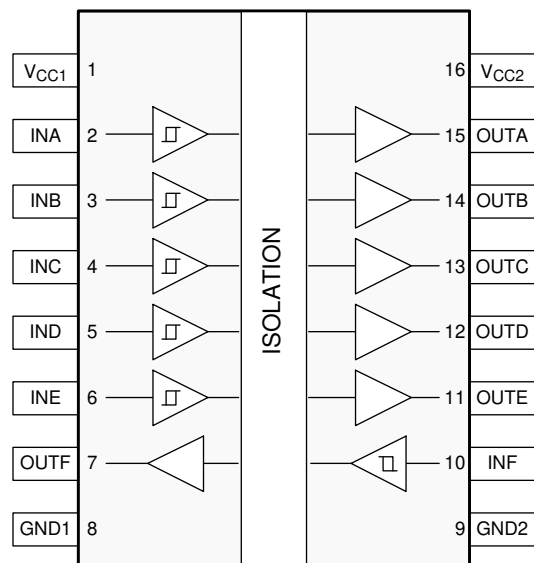 VCC1 1 16 VCC2
INA 2 15 OUTA
INB 3 14 OUTB
INC 4 13 OUTC
IND 5 12 OUTD
INE 6 11 OUTE
OUTF 7 10 INF
GND1 8 9 GND2
ISOLATION